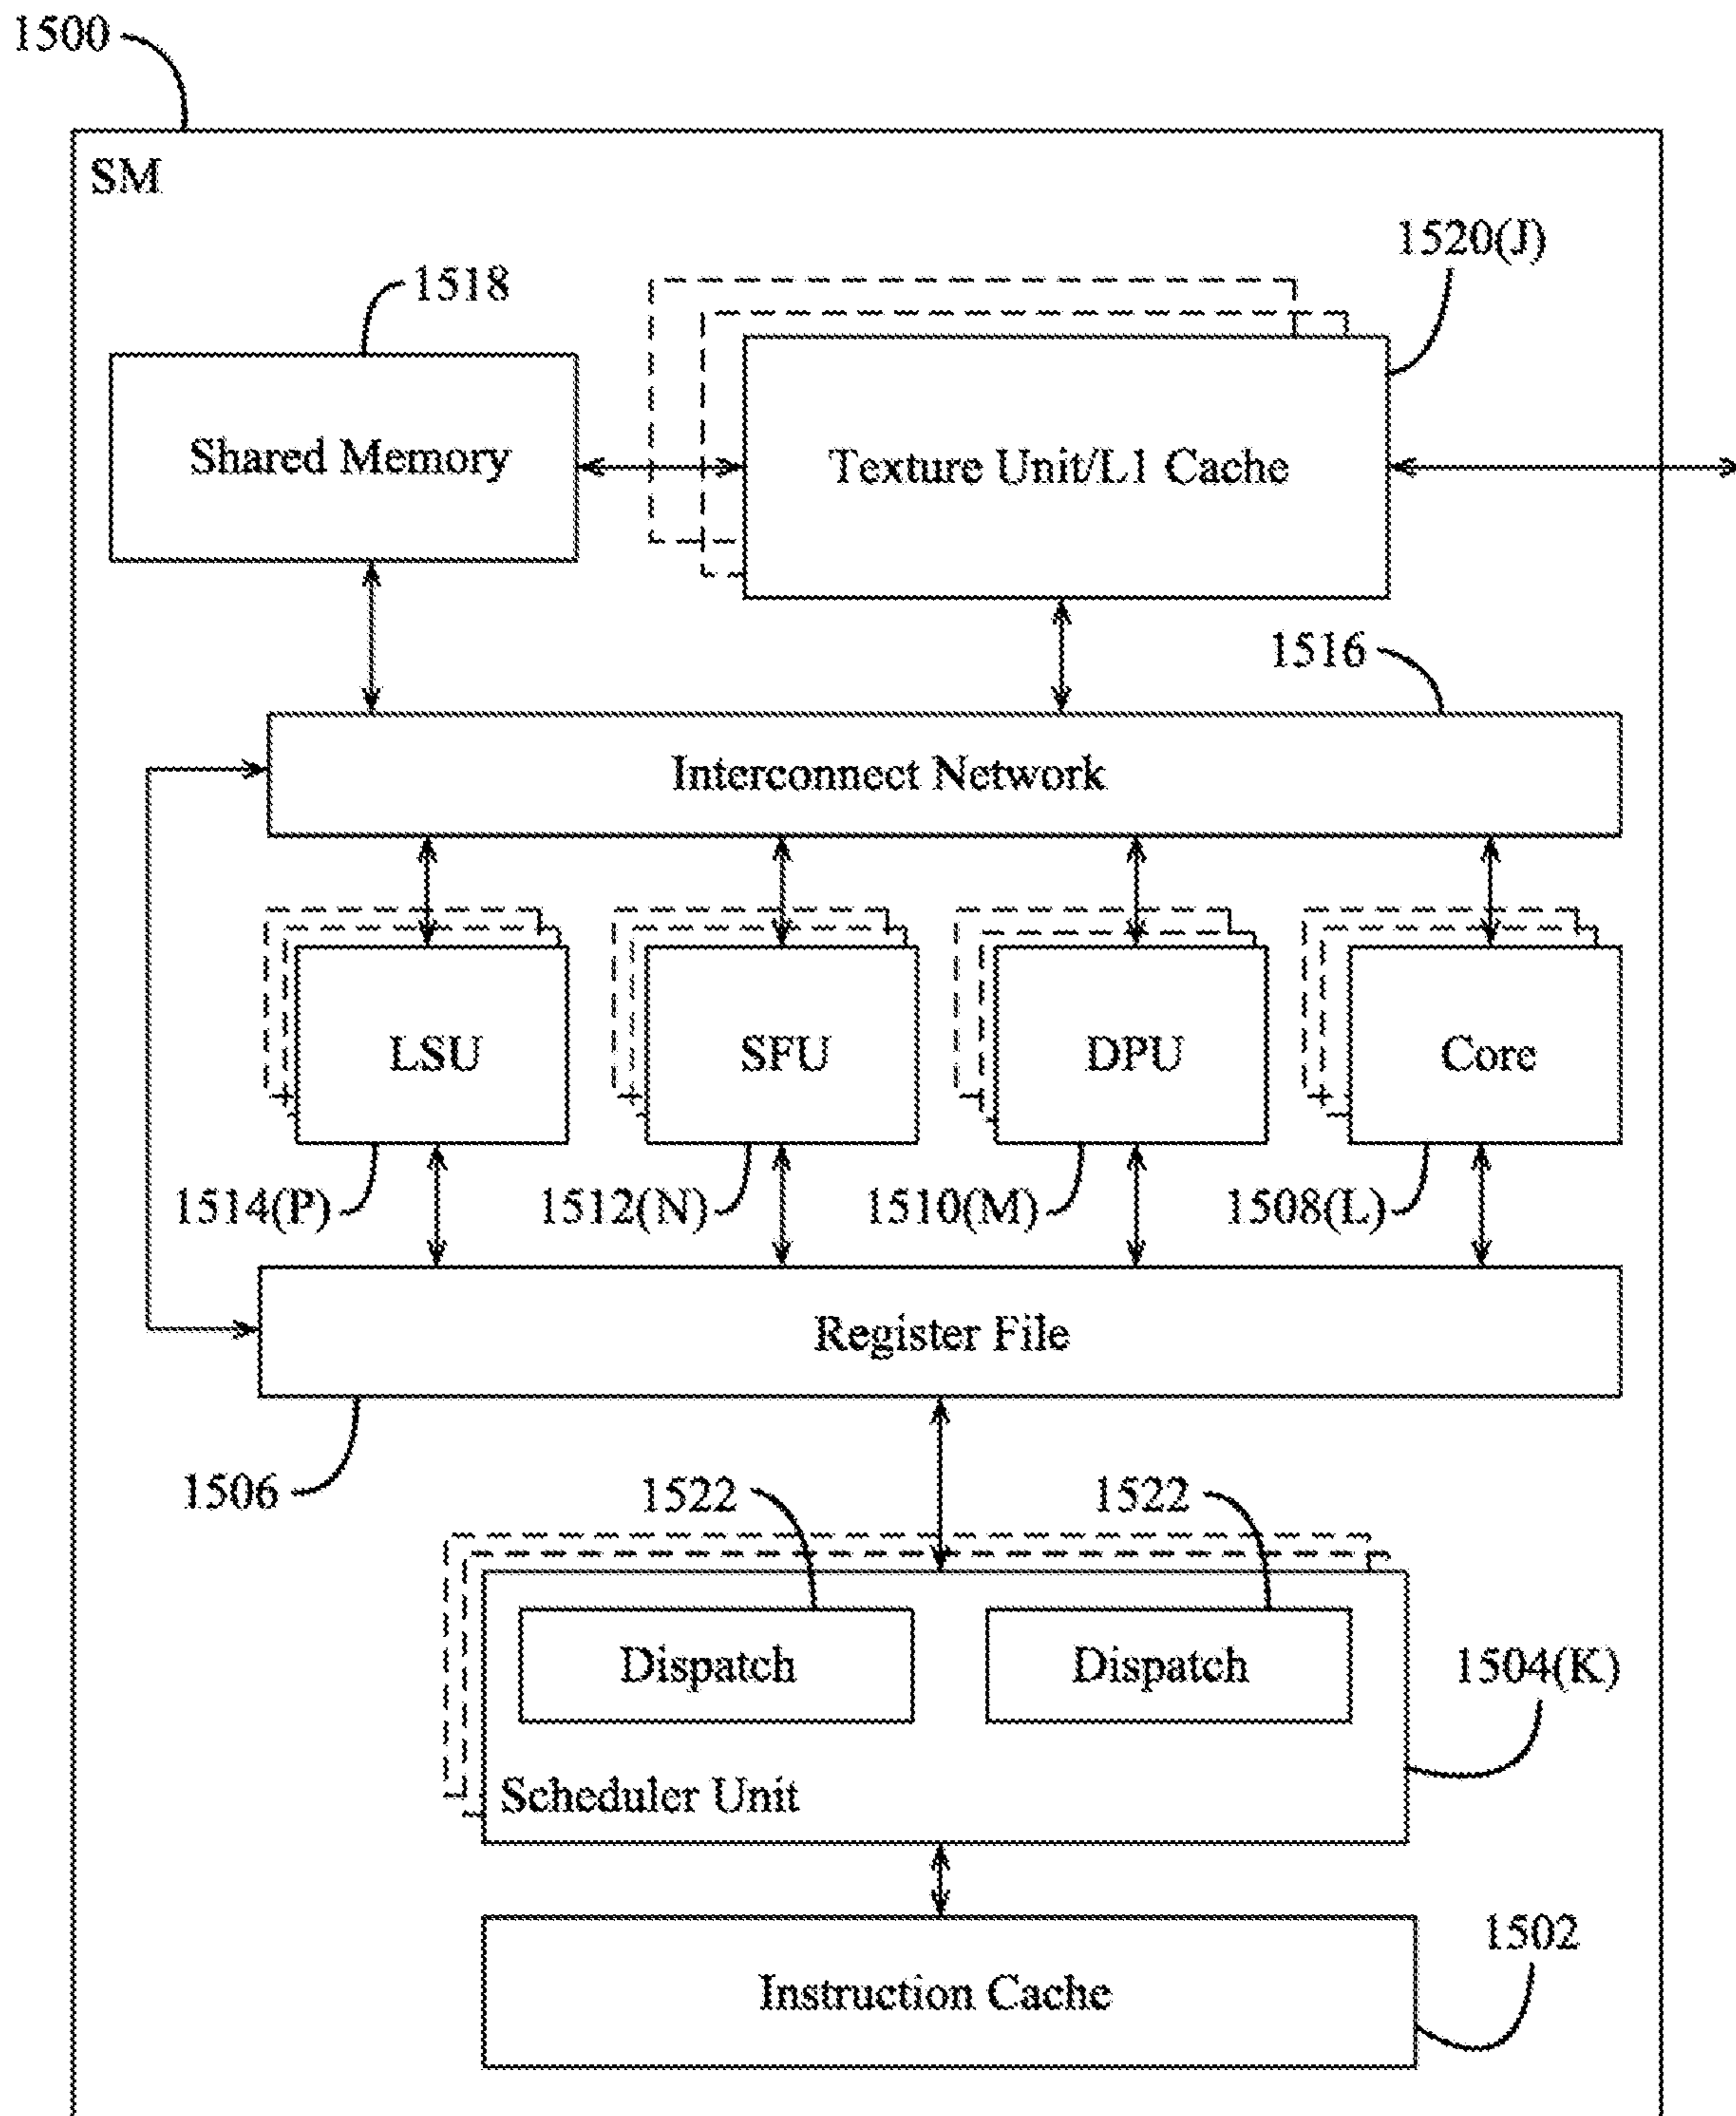 1500
SM
1520(J)
1518
Shared Memory
Texture Unit/L1 Cache
1516
Interconnect Network
LSU
SFU
DPU
Core
1514(P)
1512(N)
1510(M)
1508(L)
Register File
1506
1522
1522
Dispatch
Dispatch
1504(K)
Scheduler Unit
1502
Instruction Cache